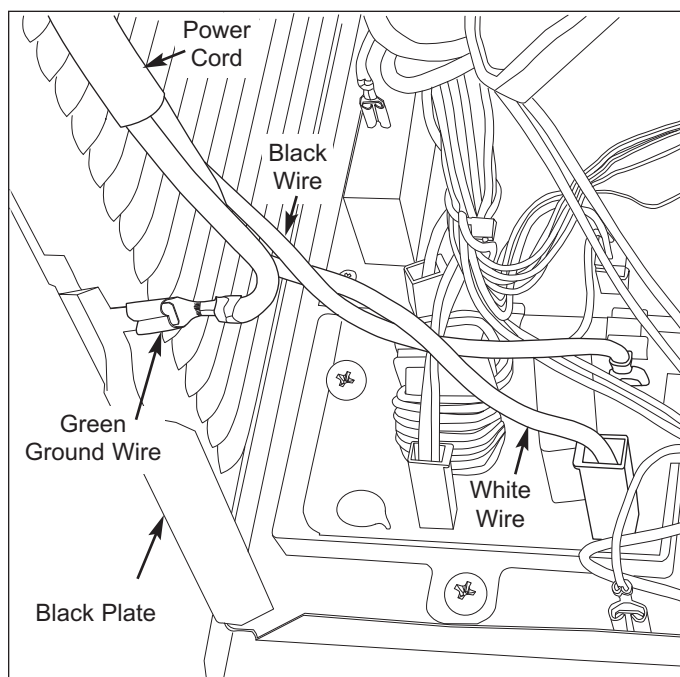 Power
Cord
Black
Wire
Green
Ground Wire
White
Wire
Black Plate